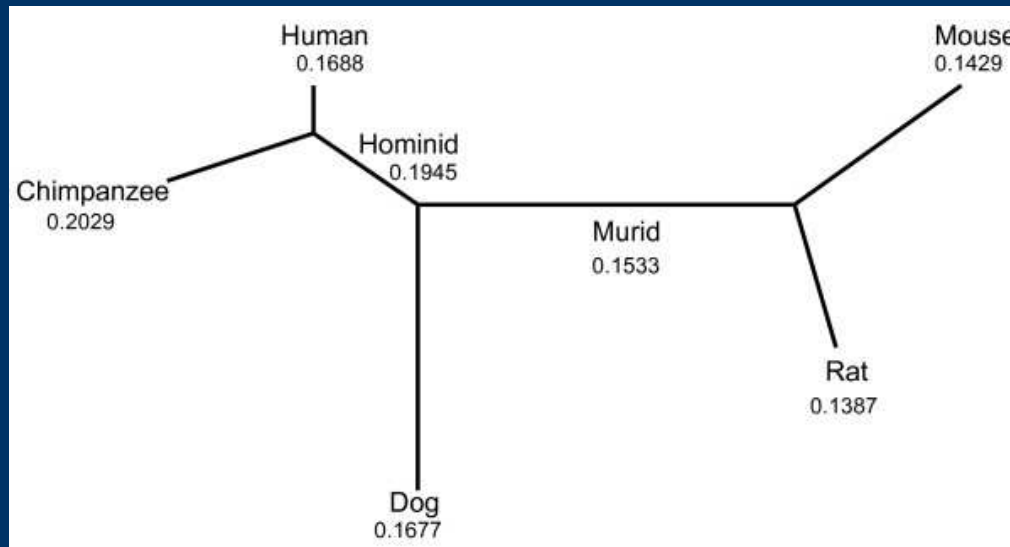 Human
0.1688
Mouse
0.1429
Hominid
0.1945
Chimpanzee
0.2029
Murid
0.1533
Rat
0.1387
Dog
0.1677